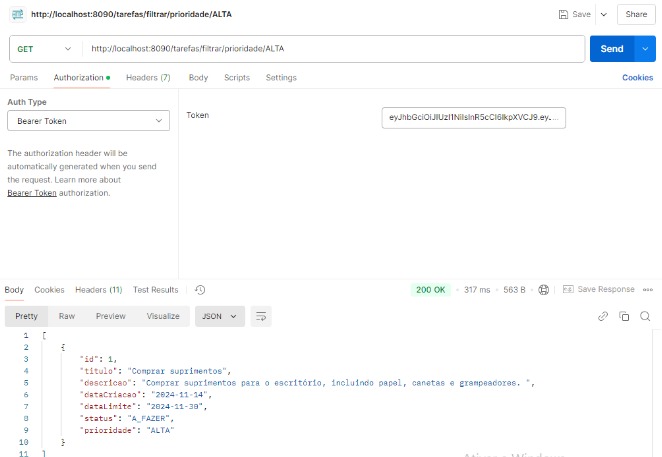 http://localhost:8090/tarefas/filtrar/prioridade/ALTA
Save
Share
GET
http://localhost:8090/tarefas/filtrar/prioridade/ALTA
Send
Params
Authorization
Headers (7)
Body
Scripts
Settings
Cookies
Auth Type
Bearer Token
Token
The authorization header will be
automatically generated when you send
the request. Learn more about
Bearer Token authorization.
Body
Cookies
Headers (11)
Test Results
200 OK
317 ms
563 B
Save Response
Pretty
Raw
Preview
Visualize
JSON
1 [
2 {
3 "id": 1,
4 "titulo": "Comprar suprimentos",
5 "descricao": "Comprar suprimentos para o escritório, incluindo papel, canetas e grampeadores. ",
6 "dataCriacao": "2024-11-14",
7 "dataLimite": "2024-11-30",
8 "status": "A_FAZER",
9 "prioridade": "ALTA"
10 }
11 ]